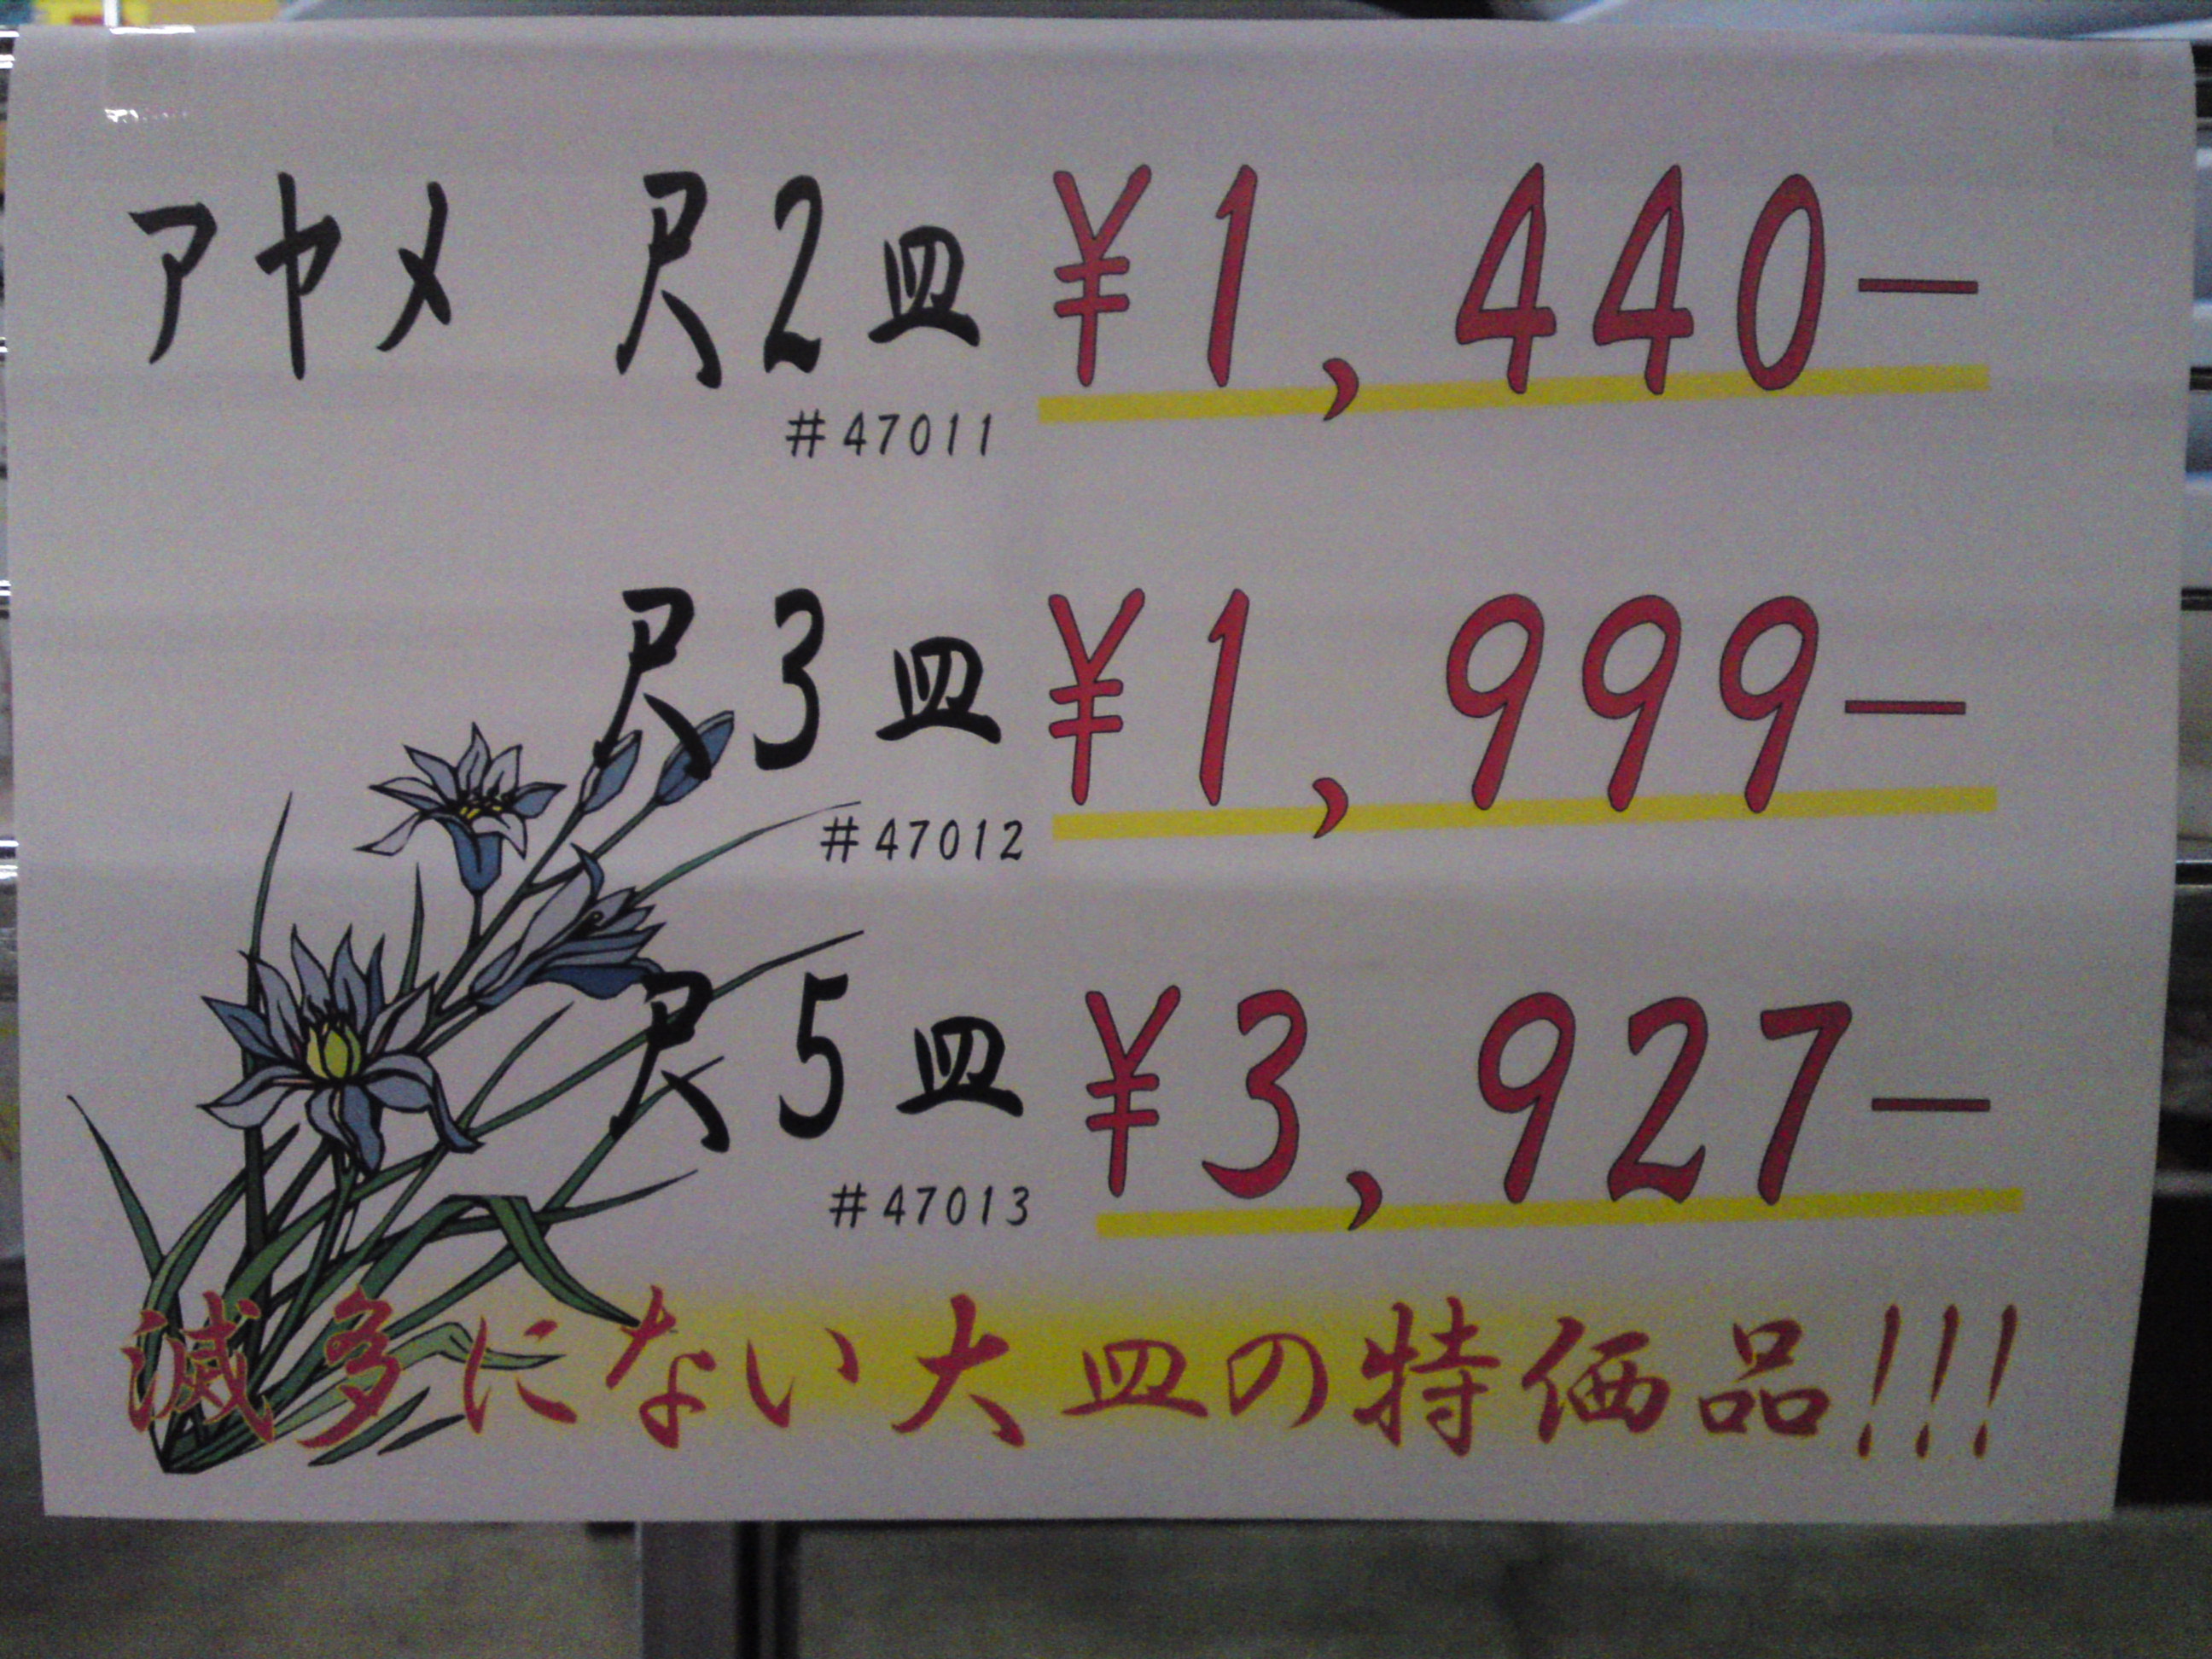 アヤメ 尺2皿 ¥1,440−
#47011
尺3皿 ¥1,999−
#47012
尺5皿 ¥3,927−
#47013
滅多にない大皿の特価品!!!